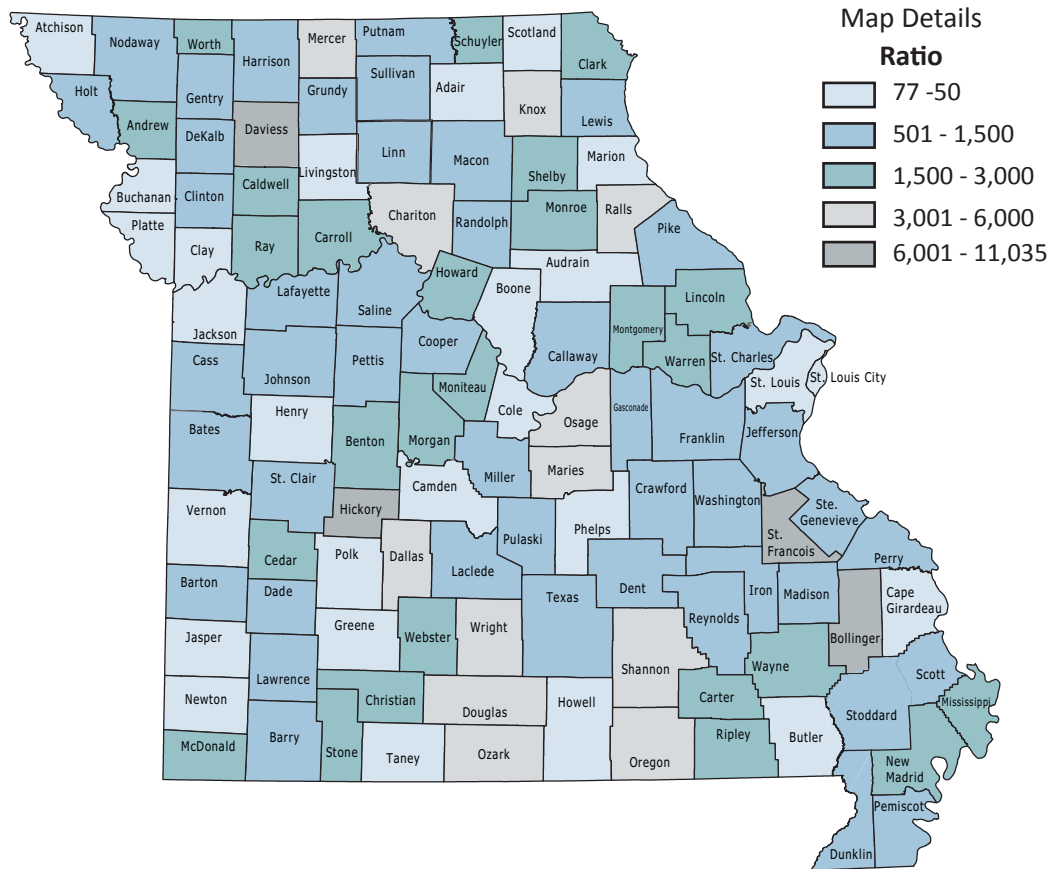 Map Details
Ratio
77 -50
501 - 1,500
1,500 - 3,000
3,001 - 6,000
6,001 - 11,035
Atchison
Nodaway
Worth
Harrison
Mercer
Putnam
Schuyler
Scotland
Clark
Holt
Gentry
Grundy
Sullivan
Adair
Knox
Lewis
Andrew
DeKalb
Daviess
Linn
Macon
Shelby
Marion
Buchanan
Clinton
Caldwell
Livingston
Chariton
Randolph
Monroe
Ralls
Pike
Platte
Clay
Ray
Carroll
Howard
Boone
Audrain
Lincoln
Jackson
Lafayette
Saline
Cooper
Callaway
Montgomery
Warren
St. Charles
St. Louis
St. Louis City
Cass
Johnson
Pettis
Moniteau
Cole
Osage
Gasconade
Franklin
Jefferson
Bates
Henry
Benton
Morgan
Miller
Maries
Crawford
Washington
Ste.
Genevieve
St.
Francois
Perry
Vernon
St. Clair
Hickory
Camden
Pulaski
Phelps
Barton
Cedar
Polk
Dallas
Laclede
Dent
Iron
Madison
Cape
Girardeau
Dade
Greene
Webster
Wright
Texas
Reynolds
Bollinger
Jasper
Lawrence
Shannon
Wayne
Scott
Mississippi
Newton
Christian
Douglas
Howell
Carter
Stoddard
McDonald
Barry
Stone
Taney
Ozark
Oregon
Ripley
Butler
New
Madrid
Pemiscot
Dunklin